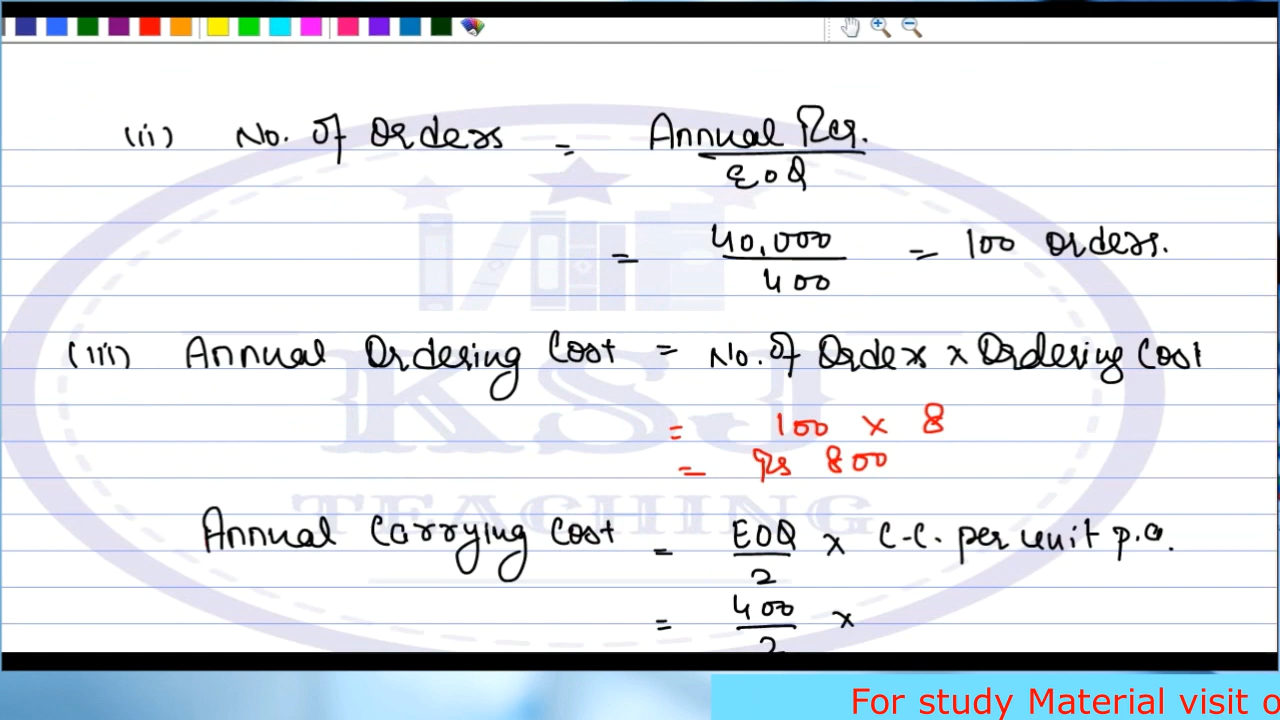 (ii) No. of Orders = Annual Req.
EOQ
= 40,000 = 100 orders.
400
(iii) Annual Ordering Cost = No. of Order x Ordering Cost
= 100 x 8
= Rs 800
KSJ
TEACHING
Annual Carrying Cost = EOQ x C.C. per unit p.a.
2
= 400 x
2
For study Material visit o